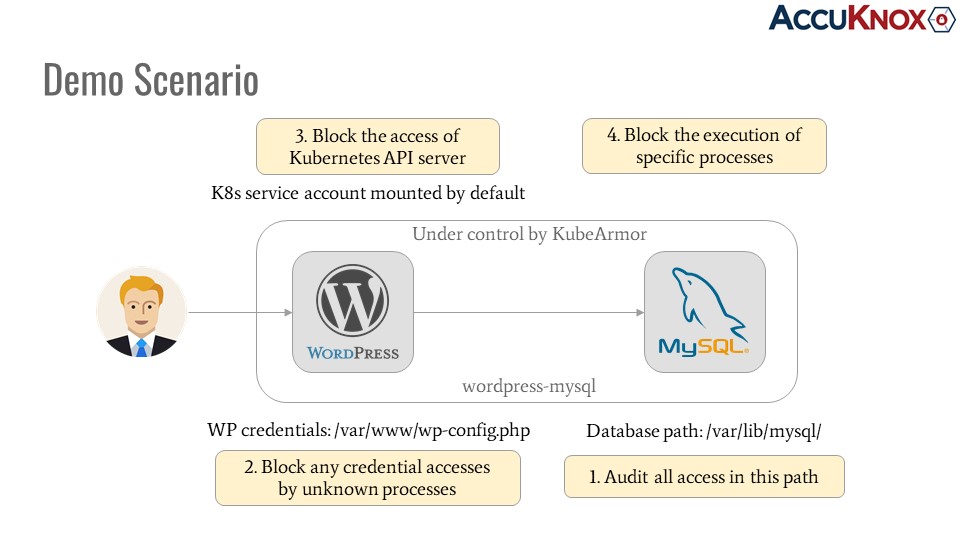 ACCUKNOX
Demo Scenario
3. Block the access of
Kubernetes API server
4. Block the execution of
specific processes
K8s service account mounted by default
Under control by KubeArmor
WORDPRESS
MySQL®
wordpress-mysql
WP credentials: /var/www/wp-config.php
Database path: /var/lib/mysql/
2. Block any credential accesses
by unknown processes
1. Audit all access in this path